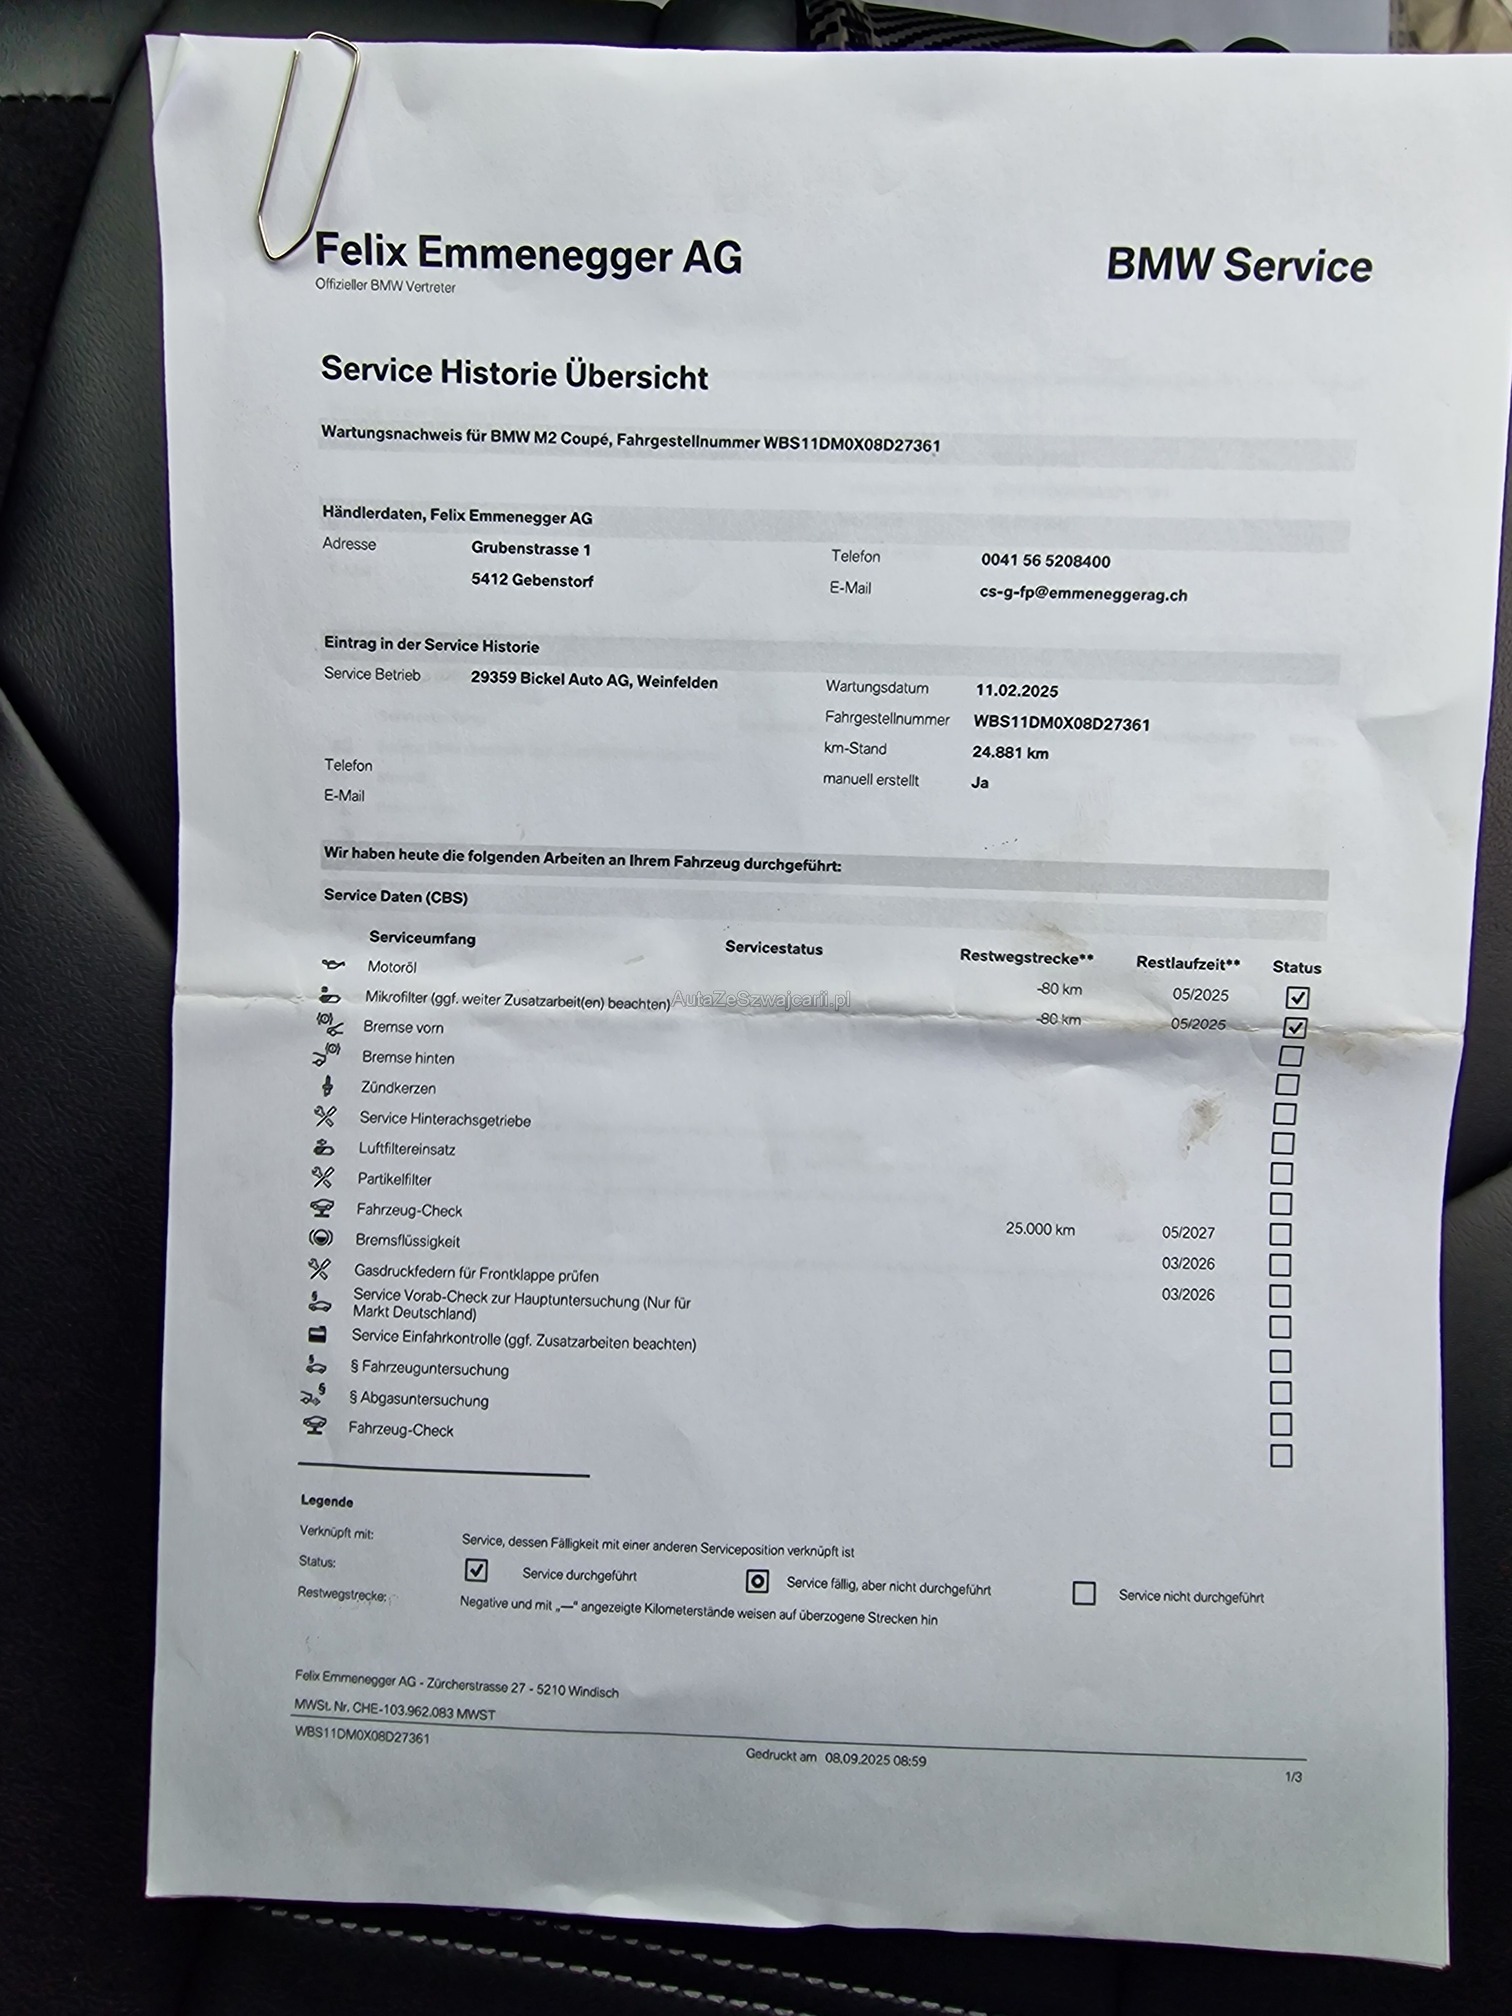 Felix Emmenegger AG
Offizieller BMW Vertreter
BMW Service
Service Historie Übersicht
Wartungsnachweis für BMW M2 Coupé, Fahrgestellnummer WBS11DM0X08D27361
Händlerdaten, Felix Emmenegger AG
Adresse Grubenstrasse 1 Telefon 0041 56 5208400
5412 Gebenstorf E-Mail cs-g-fp@emmeneggerag.ch
Eintrag in der Service Historie
Service Betrieb 29359 Bickel Auto AG, Weinfelden Wartungsdatum 11.02.2025
Fahrgestellnummer WBS11DM0X08D27361
km-Stand 24.881 km
Telefon manuell erstellt Ja
E-Mail
Wir haben heute die folgenden Arbeiten an Ihrem Fahrzeug durchgeführt:
Service Daten (CBS)
Serviceumfang Servicestatus Restwegstrecke** Restlaufzeit** Status
Motoröl -80 km 05/2025
Mikrofilter (ggf. weiter Zusatzarbeit(en) beachten) -80 km 05/2025
AutaZeSzwajcarii.pl
Bremse vorn
Bremse hinten
Zündkerzen
Service Hinterachsgetriebe
Luftfiltereinsatz
Partikelfilter
Fahrzeug-Check 25.000 km 05/2027
Bremsflüssigkeit 03/2026
Gasdruckfedern für Frontklappe prüfen 03/2026
Service Vorab-Check zur Hauptuntersuchung (Nur für
Markt Deutschland)
Service Einfahrkontrolle (ggf. Zusatzarbeiten beachten)
§ Fahrzeuguntersuchung
§ Abgasuntersuchung
Fahrzeug-Check
Legende
Verknüpft mit: Service, dessen Fälligkeit mit einer anderen Serviceposition verknüpft ist
Status: Service durchgeführt Service fällig, aber nicht durchgeführt Service nicht durchgeführt
Restwegstrecke: Negative und mit „—“ angezeigte Kilometerstände weisen auf überzogene Strecken hin
Felix Emmenegger AG - Zürcherstrasse 27 - 5210 Windisch
MWSt. Nr. CHE-103.962.083 MWST
WBS11DM0X08D27361
Gedruckt am 08.09.2025 08:59
1/3